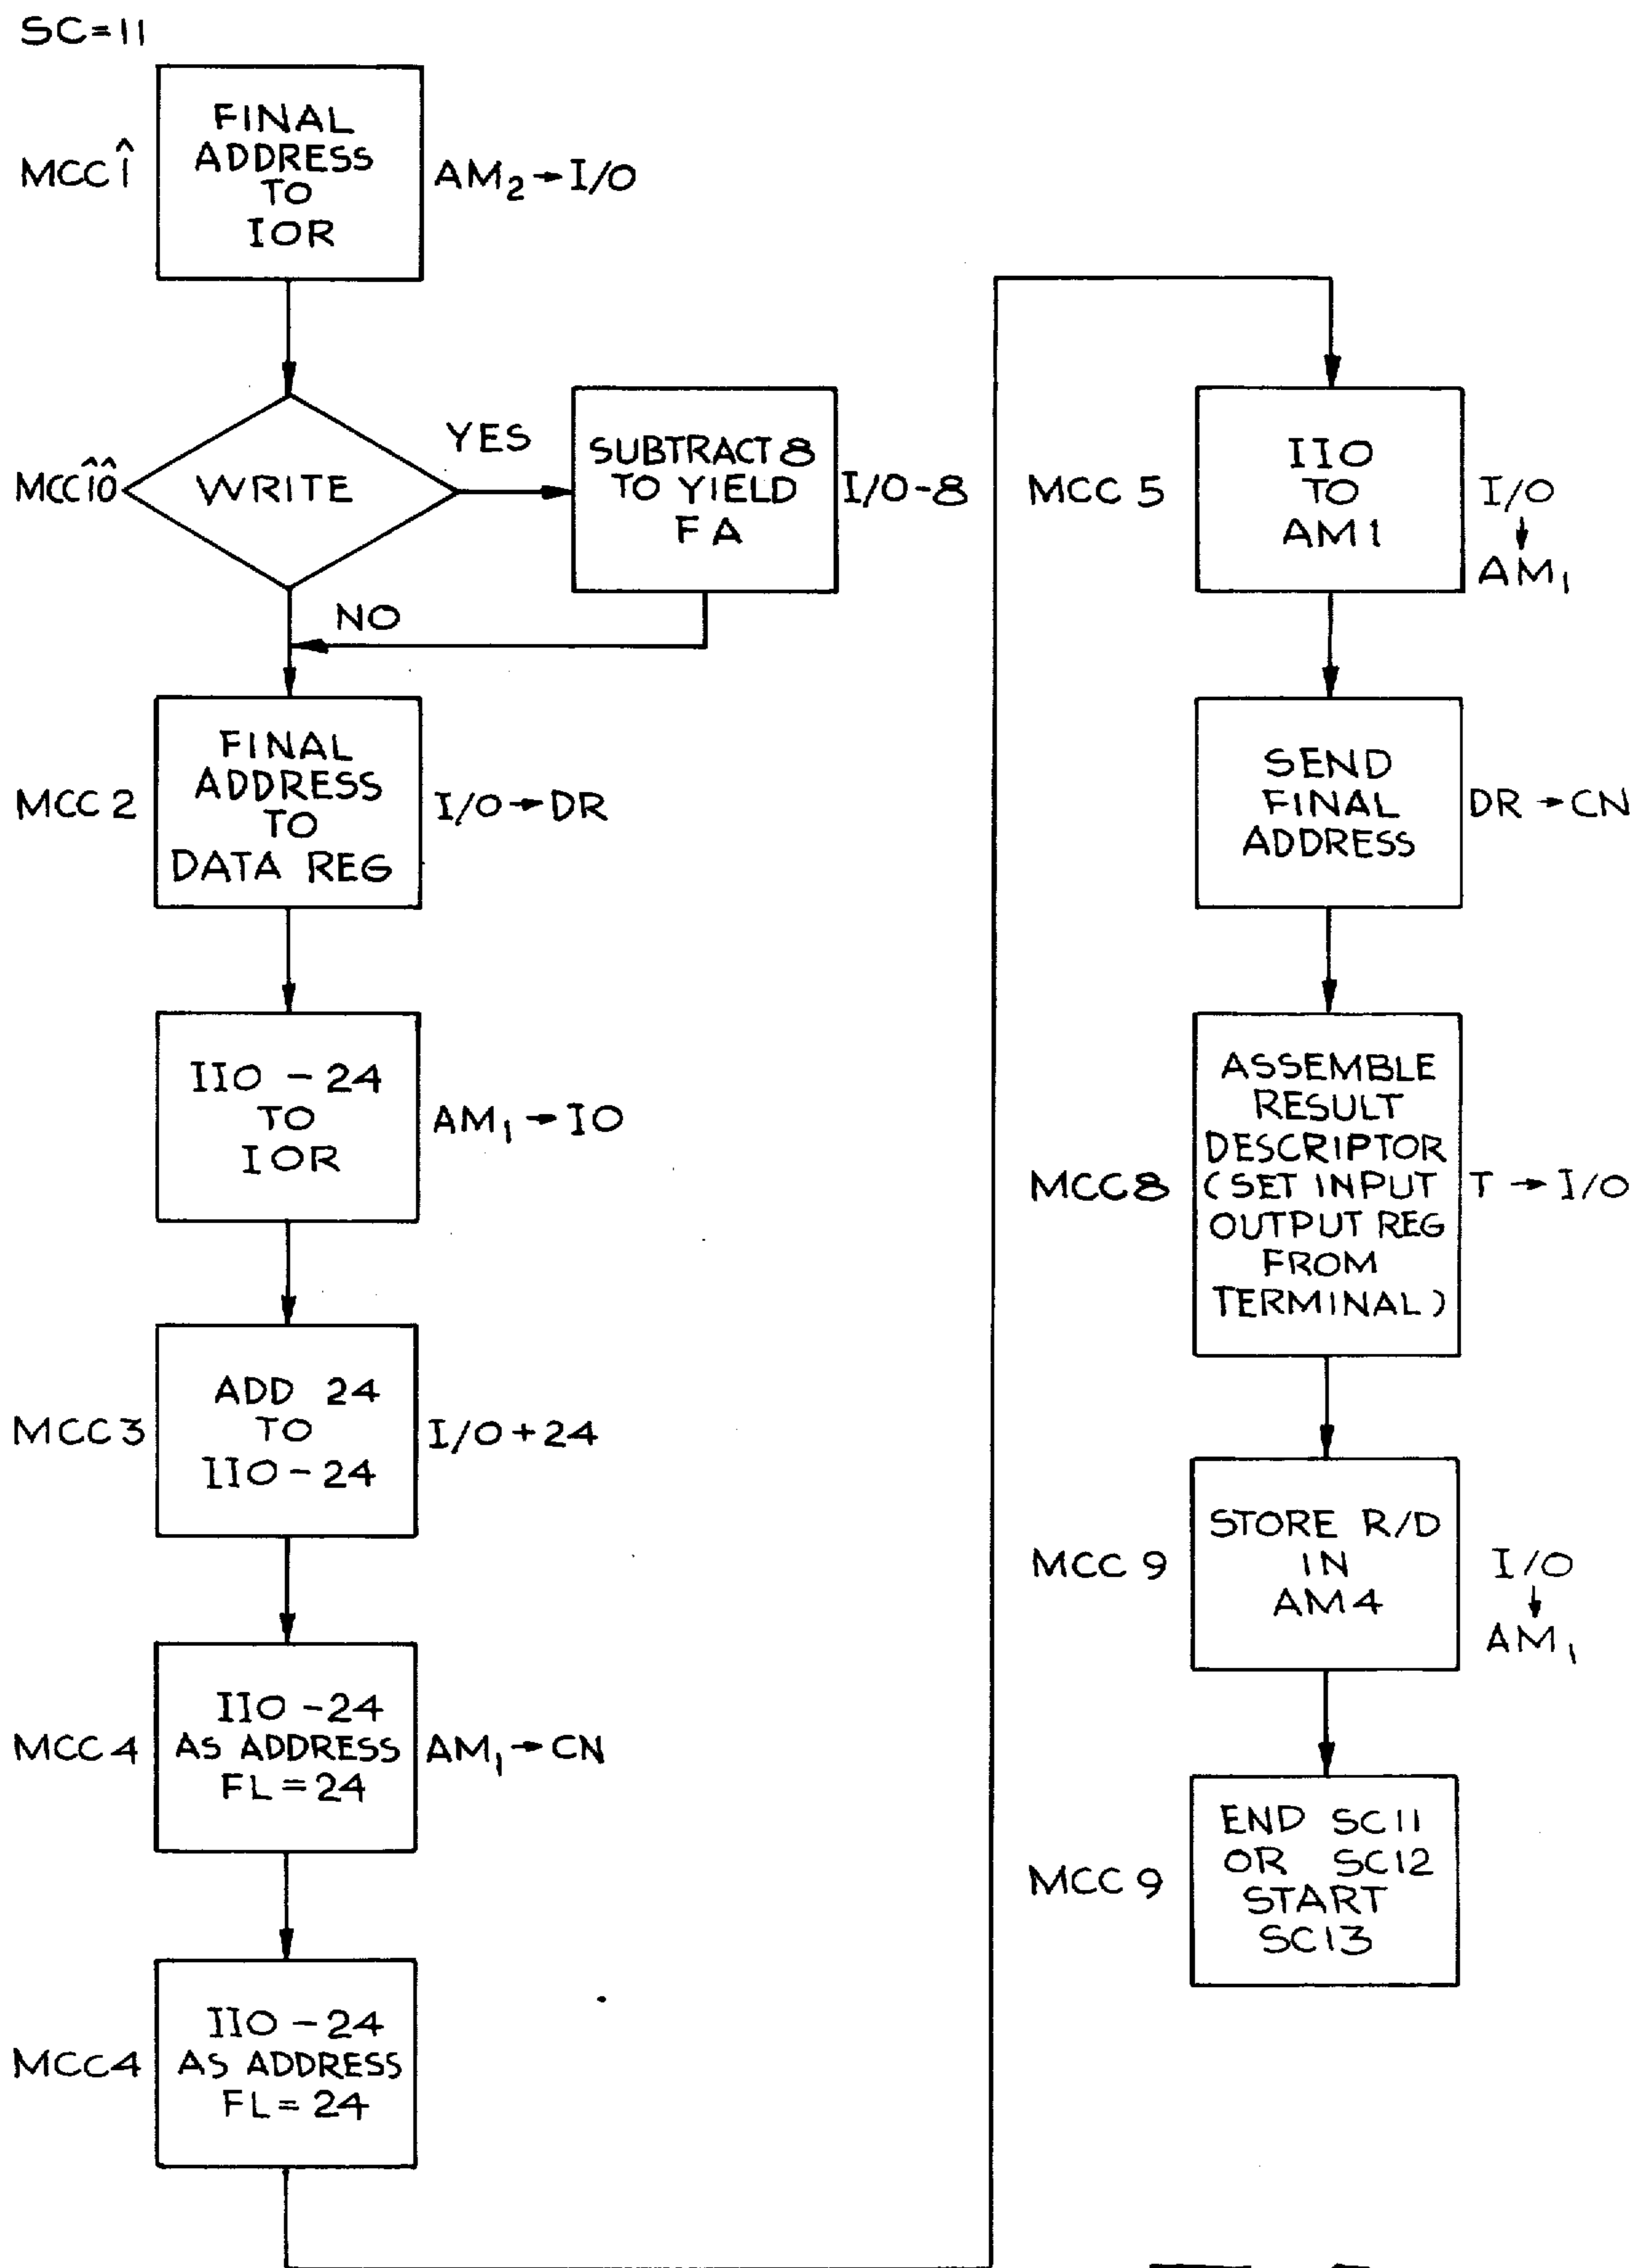 SC=11
MCC 1̂
FINAL
ADDRESS
TO
IOR
AM₂→I/O
MCC 1̂0̂
WRITE
YES
NO
SUBTRACT 8
TO YIELD
FA
I/O-8
MCC 2
FINAL
ADDRESS
TO
DATA REG
I/O→DR
IIO -24
TO
IOR
AM₁→IO
MCC 3
ADD 24
TO
IIO-24
I/O+24
MCC 4
IIO -24
AS ADDRESS
FL=24
AM₁→CN
MCC4
IIO -24
AS ADDRESS
FL=24
MCC 5
IIO
TO
AM1
I/O
↓
AM₁
SEND
FINAL
ADDRESS
DR→CN
MCC8
ASSEMBLE
RESULT
DESCRIPTOR
(SET INPUT
OUTPUT REG
FROM
TERMINAL)
T→I/O
MCC 9
STORE R/D
IN
AM4
I/O
↓
AM₁
MCC 9
END SC11
OR SC12
START
SC13